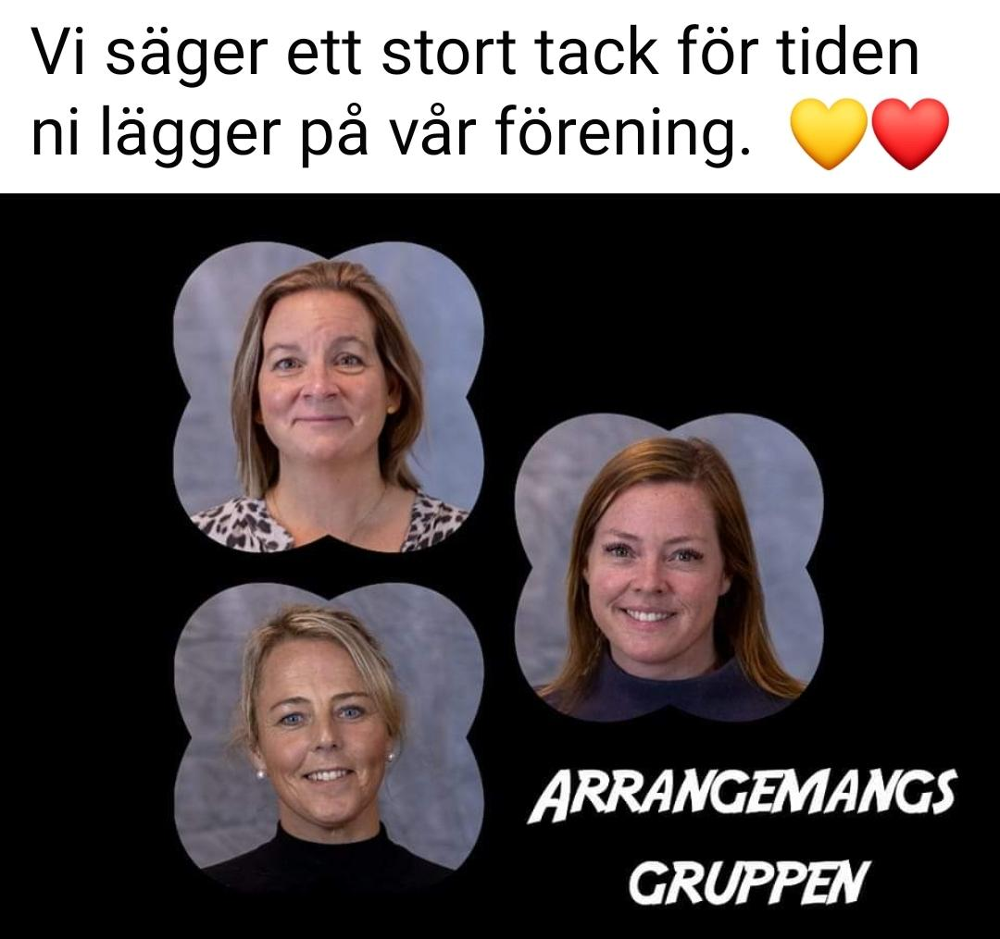 Vi säger ett stort tack för tiden
ni lägger på vår förening. 💛❤️
ARRANGEMANGS
GRUPPEN